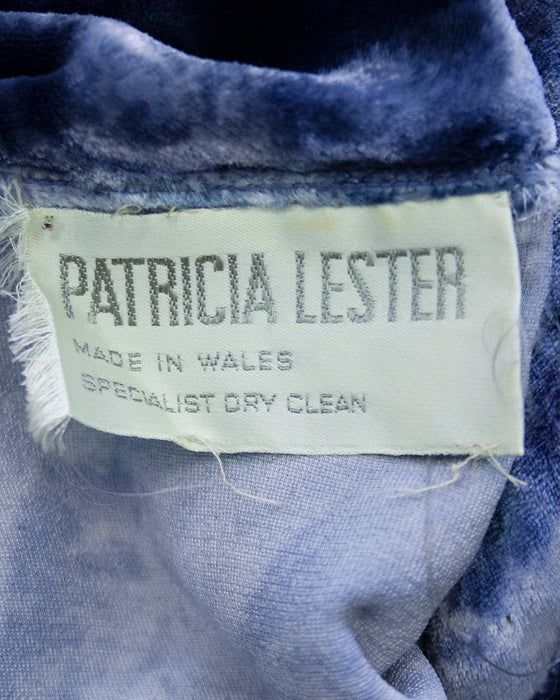 PATRICIA LESTER
MADE IN WALES
SPECIALIST DRY CLEAN